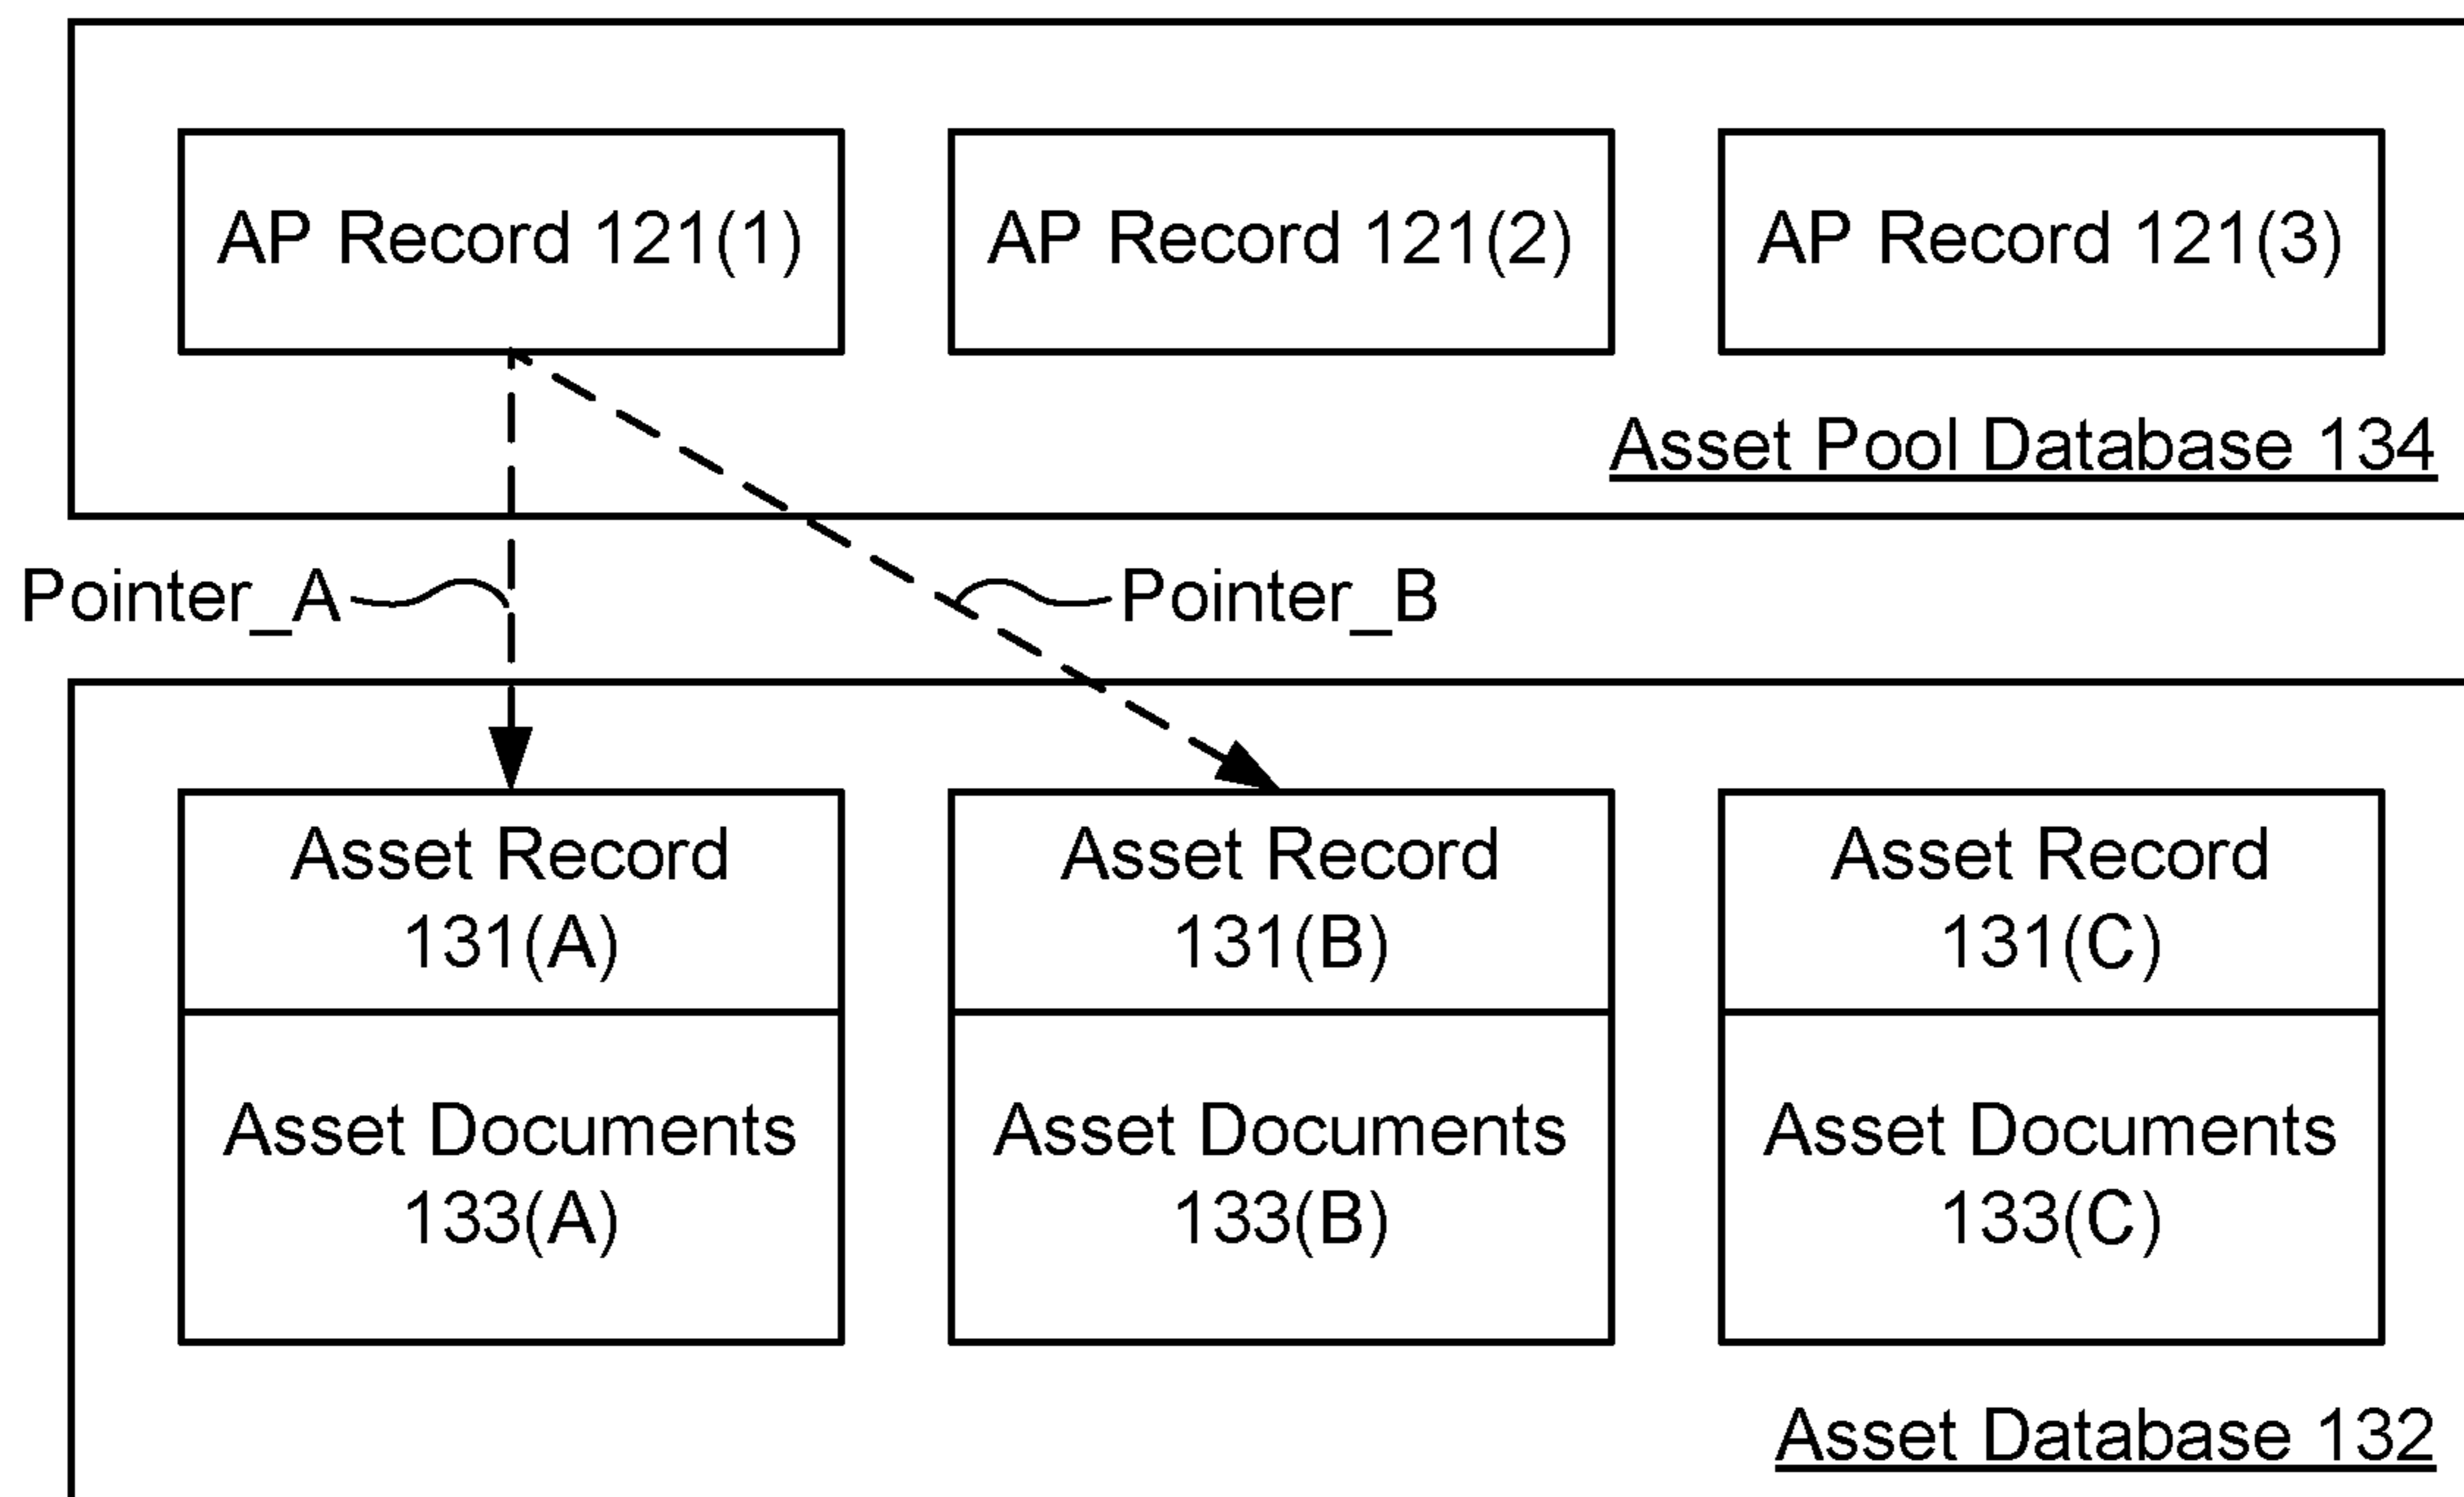 AP Record 121(1)
AP Record 121(2)
AP Record 121(3)
Asset Pool Database 134
Pointer_A
Pointer_B
Asset Record
131(A)
Asset Documents
133(A)
Asset Record
131(B)
Asset Documents
133(B)
Asset Record
131(C)
Asset Documents
133(C)
Asset Database 132